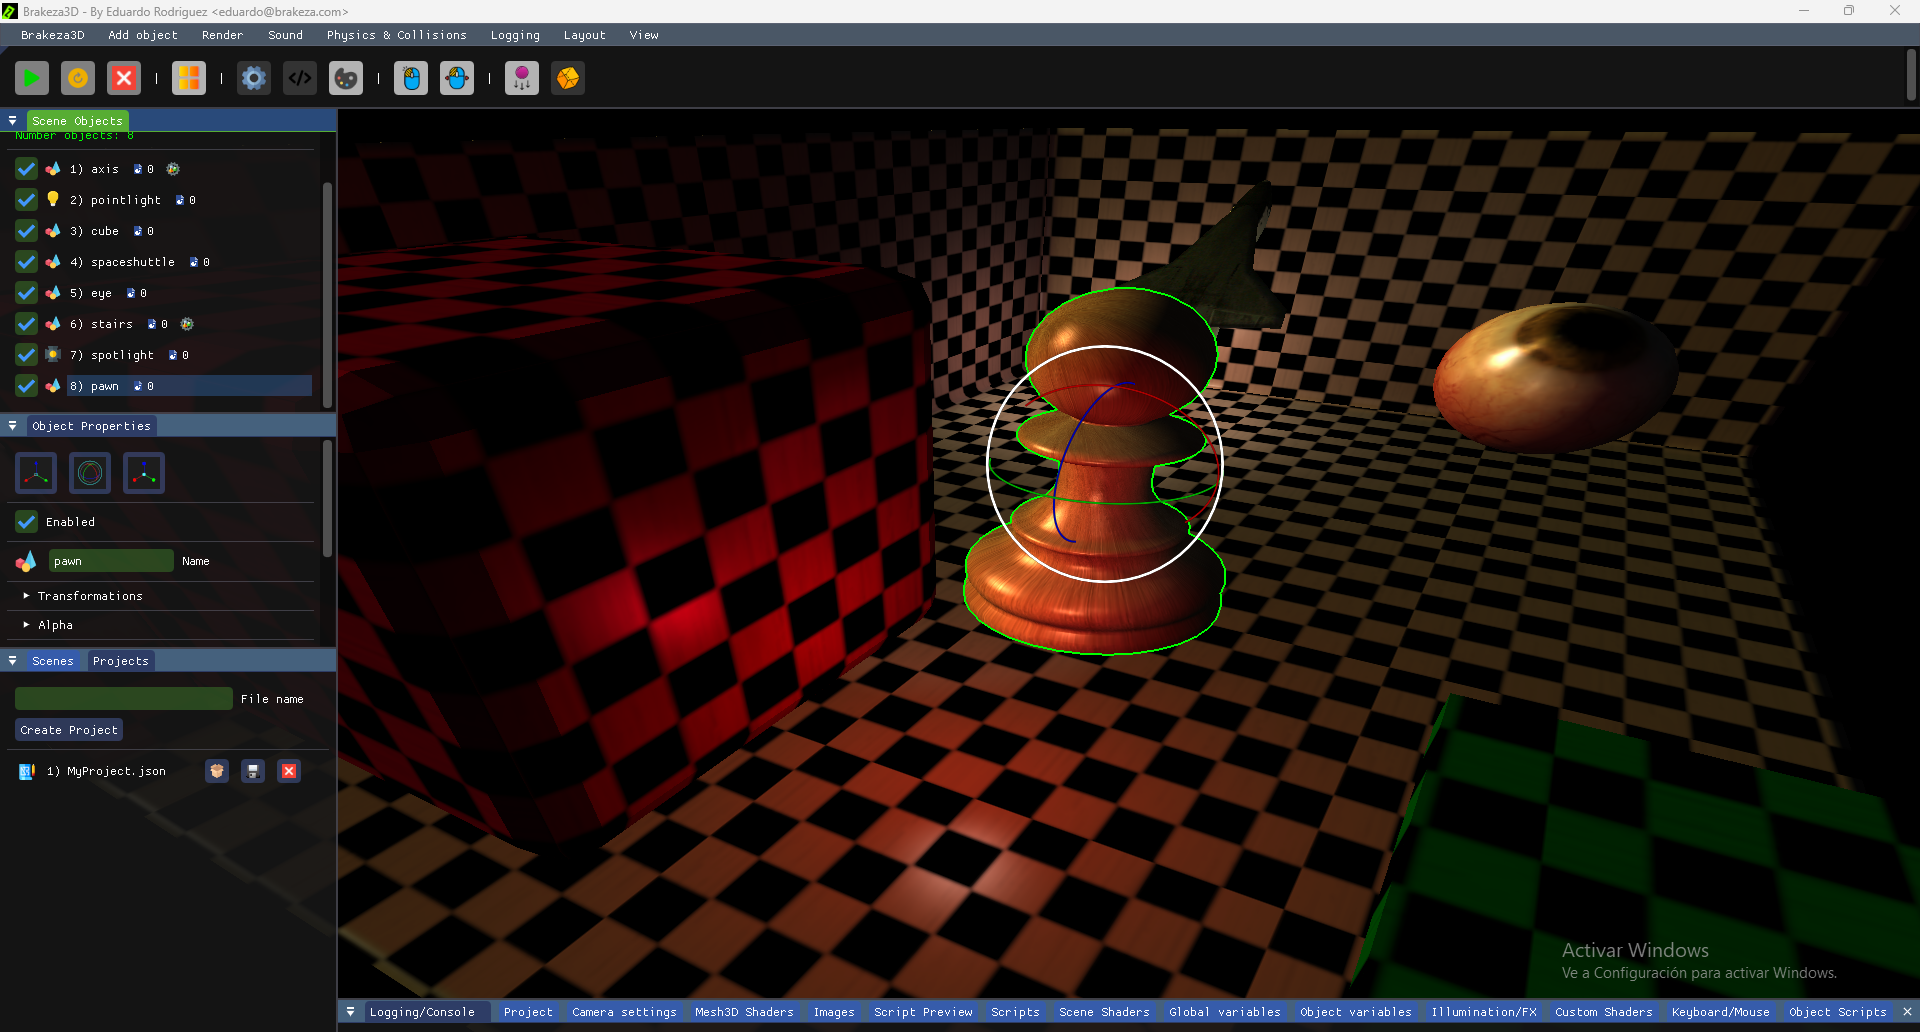 Brakeza3D - By Eduardo Rodriguez <eduardo@brakeza.com>
Brakeza3D Add object Render Sound Physics & Collisions Logging Layout View
Scene Objects
Number objects: 8
1) axis 0
2) pointlight 0
3) cube 0
4) spaceshuttle 0
5) eye 0
6) stairs 0
7) spotlight 0
8) pawn 0
Object Properties
Enabled
pawn Name
Transformations
Alpha
Scenes Projects
File name
Create Project
1) MyProject.json
Activar Windows
Ve a Configuración para activar Windows.
Logging/Console Project Camera settings Mesh3D Shaders Images Script Preview Scripts Scene Shaders Global variables Object variables Illumination/FX Custom Shaders Keyboard/Mouse Object Scripts